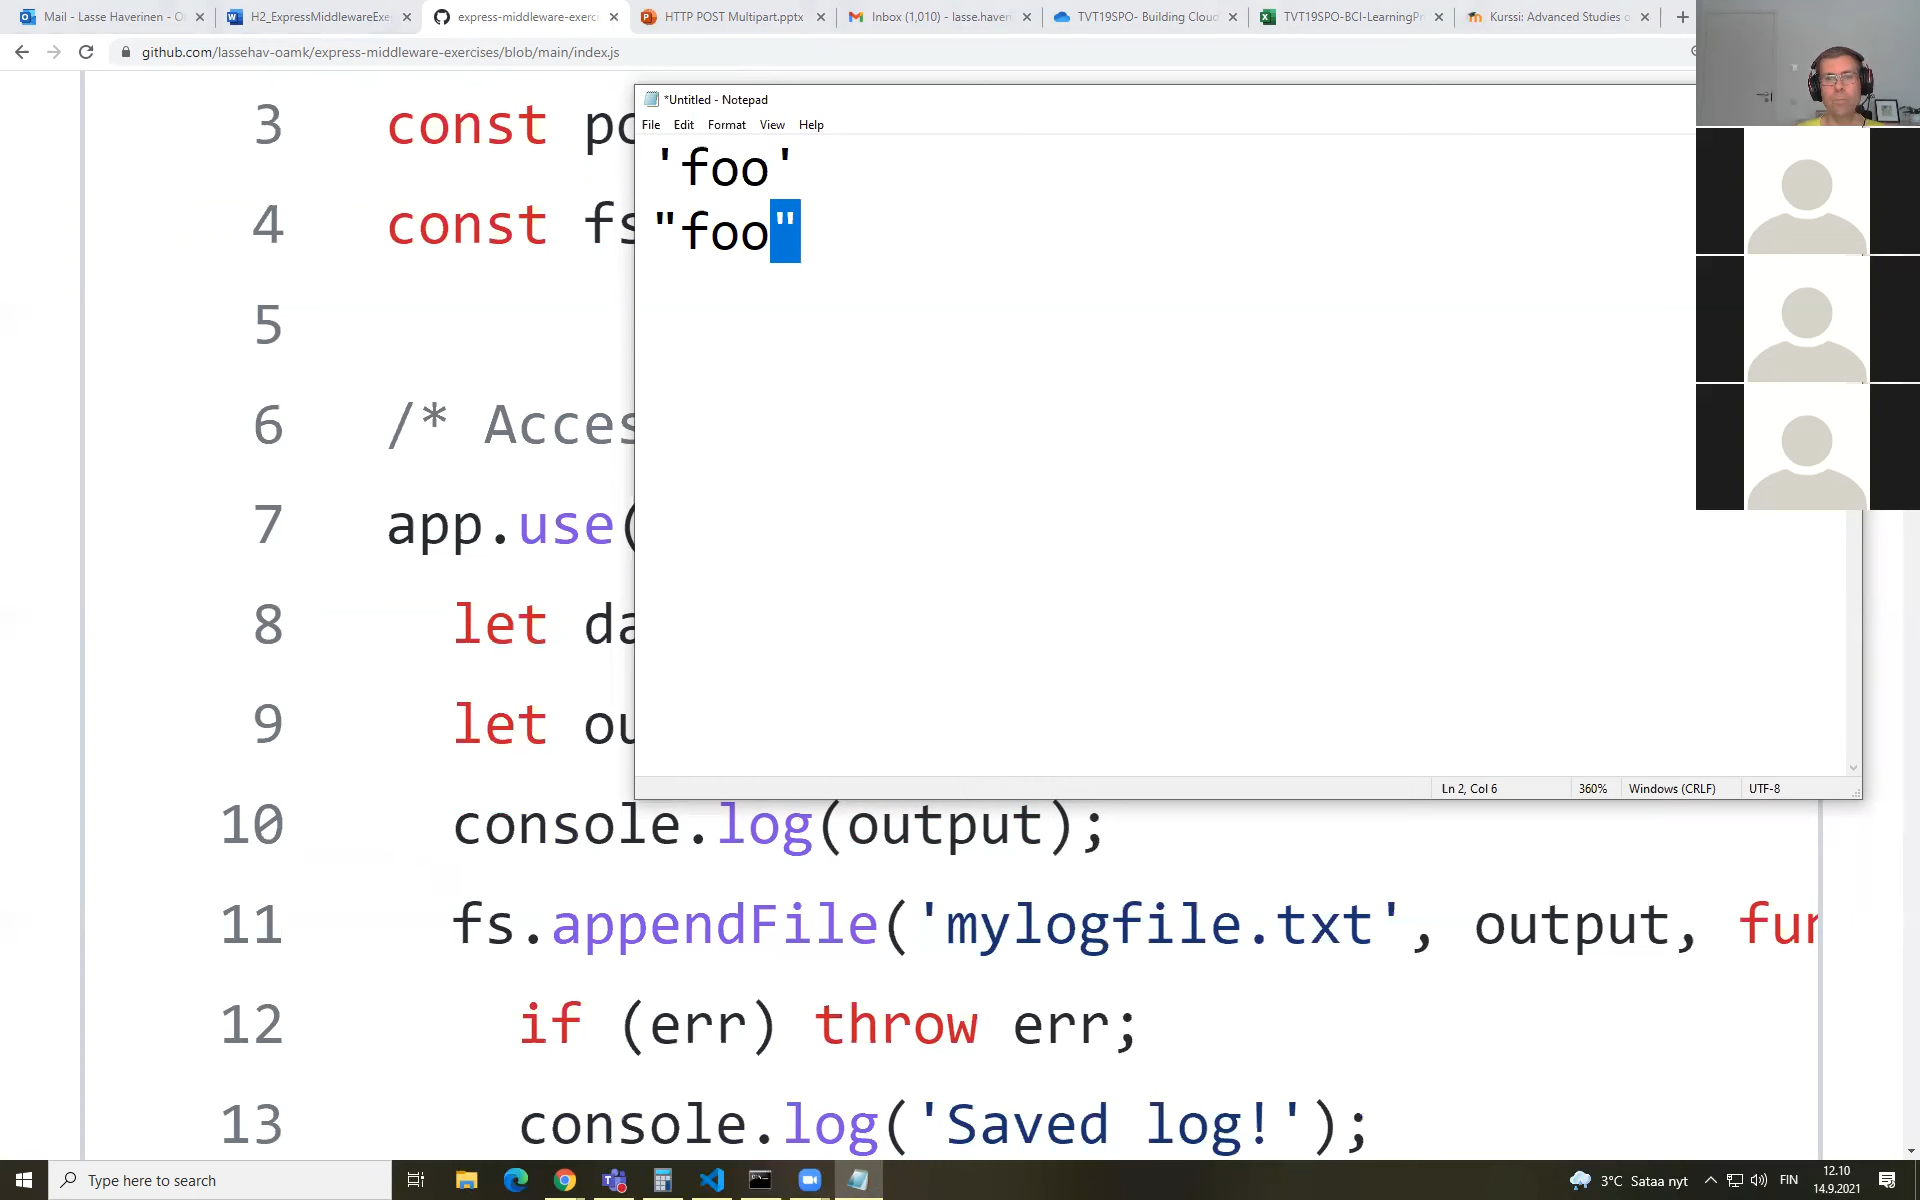 Mail - Lasse Haverinen - O
H2_ExpressMiddlewareExe
express-middleware-exerci
HTTP POST Multipart.pptx
Inbox (1,010) - lasse.haver
TVT19SPO- Building Cloud
TVT19SPO-BCI-LearningPr
Kurssi: Advanced Studies o
github.com/lassehav-oamk/express-middleware-exercises/blob/main/index.js
*Untitled - Notepad
File Edit Format View Help
'foo'
"foo"
3 const po
4 const fs
5
6 /* Acces
7 app.use(
8 let da
9 let ou
Ln 2, Col 6 360% Windows (CRLF) UTF-8
10 console.log(output);
11 fs.appendFile('mylogfile.txt', output, fun
12 if (err) throw err;
13 console.log('Saved log!');
Type here to search
3°C Sataa nyt
FIN
12.10
14.9.2021